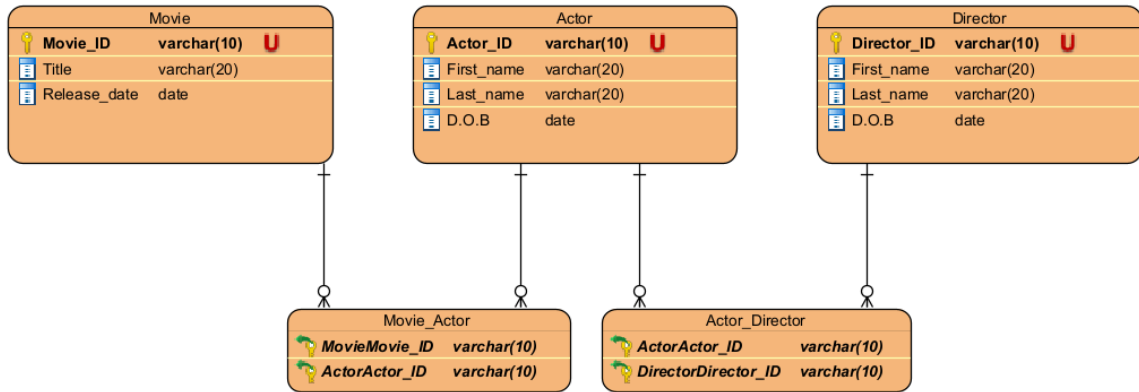 Movie
Movie_ID varchar(10) U
Title varchar(20)
Release_date date
Actor
Actor_ID varchar(10) U
First_name varchar(20)
Last_name varchar(20)
D.O.B date
Director
Director_ID varchar(10) U
First_name varchar(20)
Last_name varchar(20)
D.O.B date
Movie_Actor
MovieMovie_ID varchar(10)
ActorActor_ID varchar(10)
Actor_Director
ActorActor_ID varchar(10)
DirectorDirector_ID varchar(10)